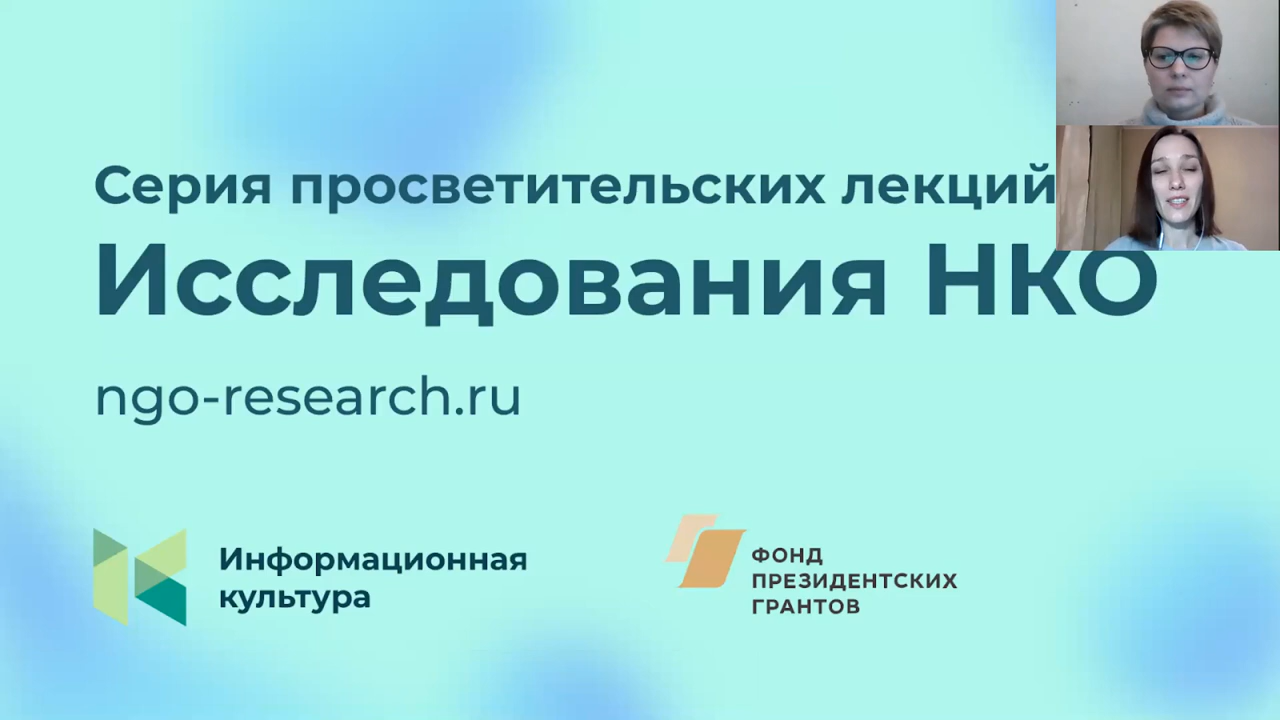 Серия просветительских лекций
Исследования НКО
ngo-research.ru
Информационная
культура
ФОНД
ПРЕЗИДЕНТСКИХ
ГРАНТОВ